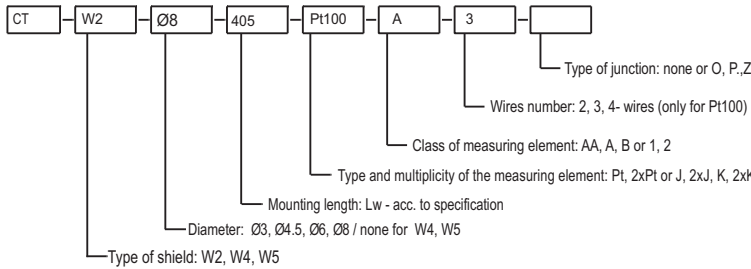 CT – W2 – Ø8 – 405 – Pt100 – A – 3 –
Type of junction: none or O, P.,Z
Wires number: 2, 3, 4- wires (only for Pt100)
Class of measuring element: AA, A, B or 1, 2
Type and multiplicity of the measuring element: Pt, 2xPt or J, 2xJ, K, 2xK
Mounting length: Lw - acc. to specification
Diameter: Ø3, Ø4.5, Ø6, Ø8 / none for W4, W5
Type of shield: W2, W4, W5